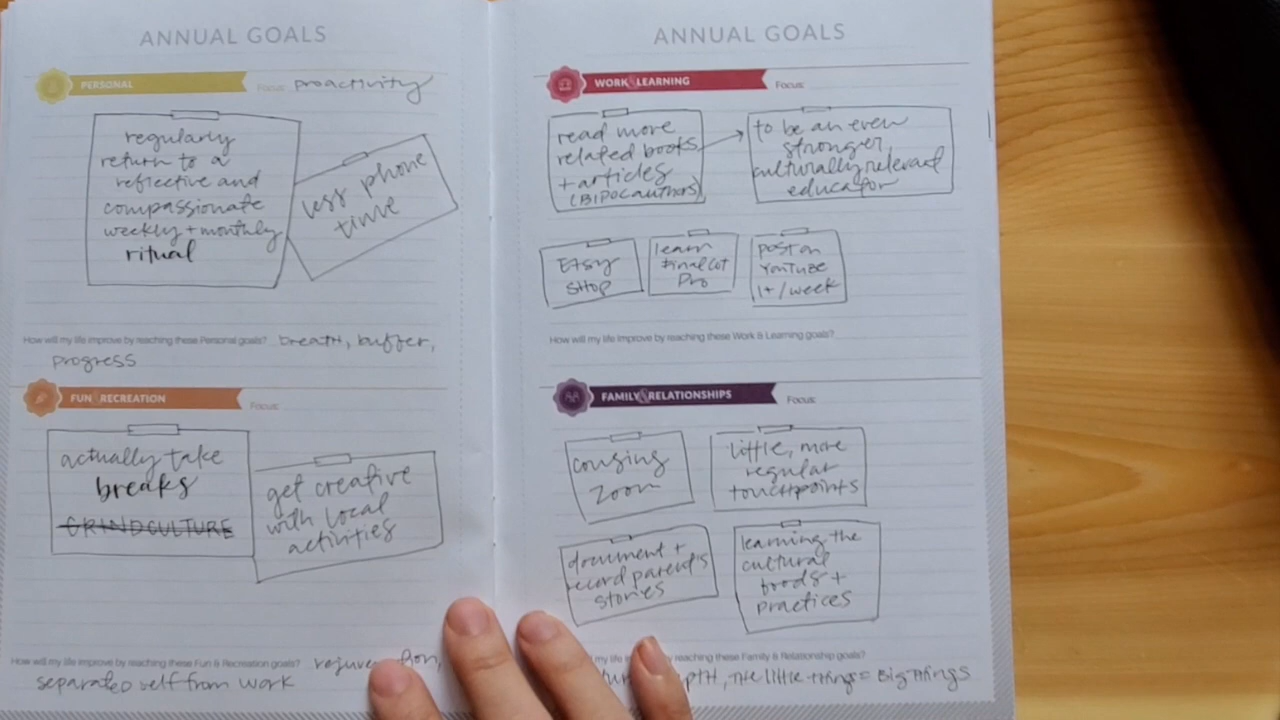 ANNUAL GOALS
PERSONAL
Focus: proactivity
regularly
return to a
reflective and
compassionate
weekly + monthly
ritual
less phone
time
How will my life improve by reaching these Personal goals? breath, buffer,
progress
FUN & RECREATION
Focus:
actually take
breaks
GRINDCULTURE
get creative
with local
activities
How will my life improve by reaching these Fun & Recreation goals?
separated self from work
ANNUAL GOALS
WORK & LEARNING
Focus:
read more
related books
+ articles
(BIPOC authors)
to be an even
stronger
culturally relevant
educator
ETSY
SHOP
learn
Final Cut
Pro
post on
YOUTUBE
1+/week
How will my life improve by reaching these Work & Learning goals?
FAMILY & RELATIONSHIPS
Focus:
cousins
zoom
little, more
regular
touchpoints
document +
record parent's
stories
learning the
cultural
foods +
practices
my life reaching these Family & Relationship goals?
the little things = Big Things